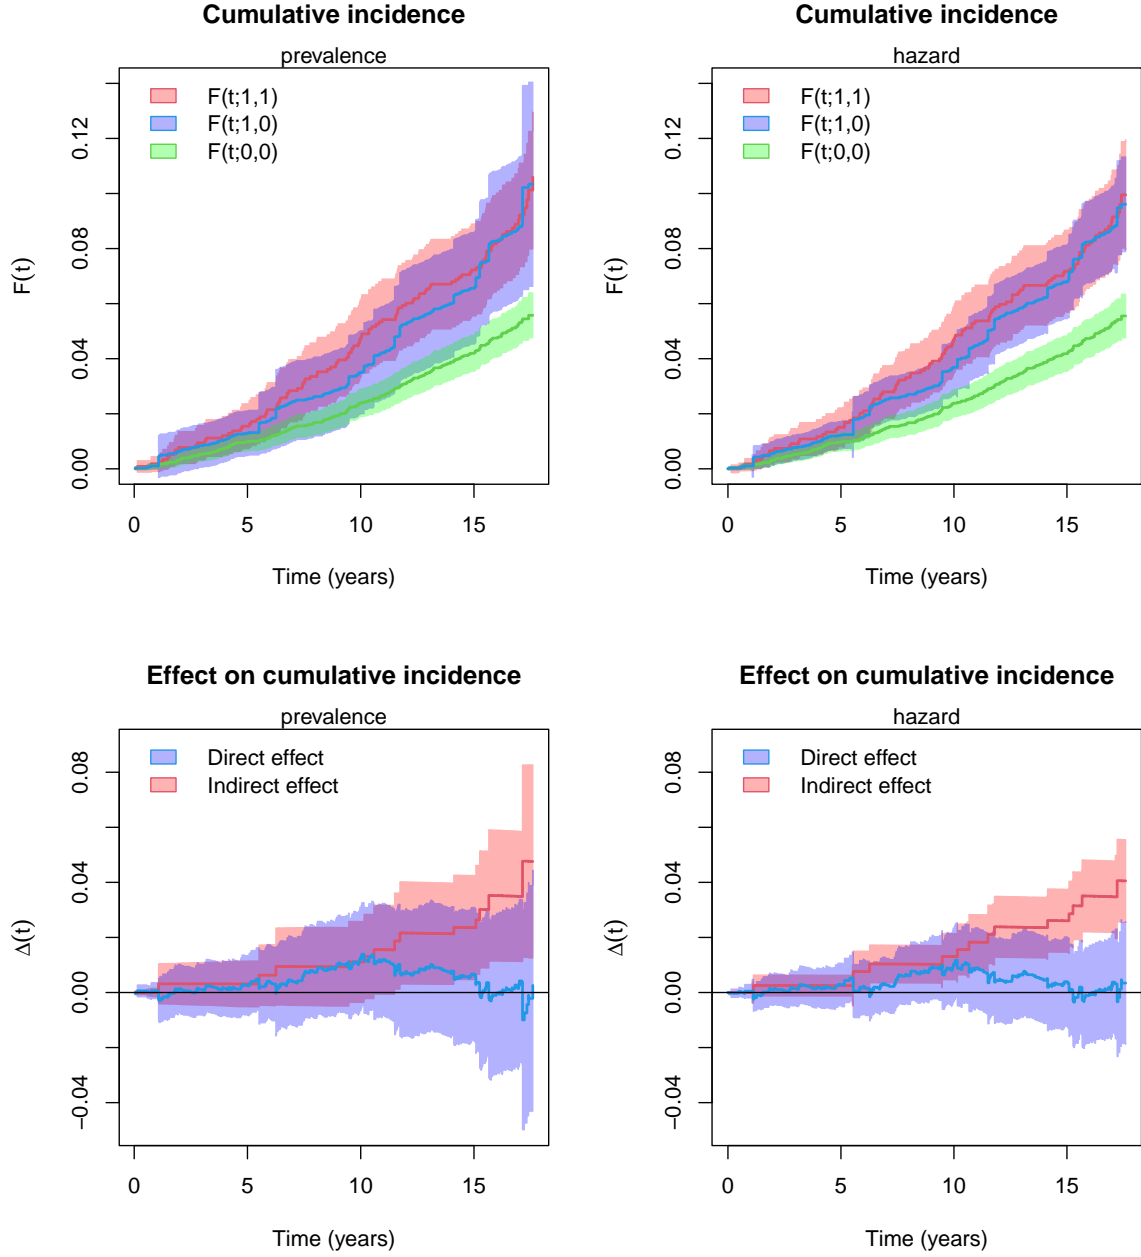 Cumulative incidence
prevalence
F(t;1,1)
F(t;1,0)
F(t;0,0)
F(t)
0.00
0.04
0.08
0.12
0
5
10
15
Time (years)
Cumulative incidence
hazard
F(t;1,1)
F(t;1,0)
F(t;0,0)
F(t)
0.00
0.04
0.08
0.12
0
5
10
15
Time (years)
Effect on cumulative incidence
prevalence
Direct effect
Indirect effect
Δ(t)
−0.04
0.00
0.04
0.08
0
5
10
15
Time (years)
Effect on cumulative incidence
hazard
Direct effect
Indirect effect
Δ(t)
−0.04
0.00
0.04
0.08
0
5
10
15
Time (years)